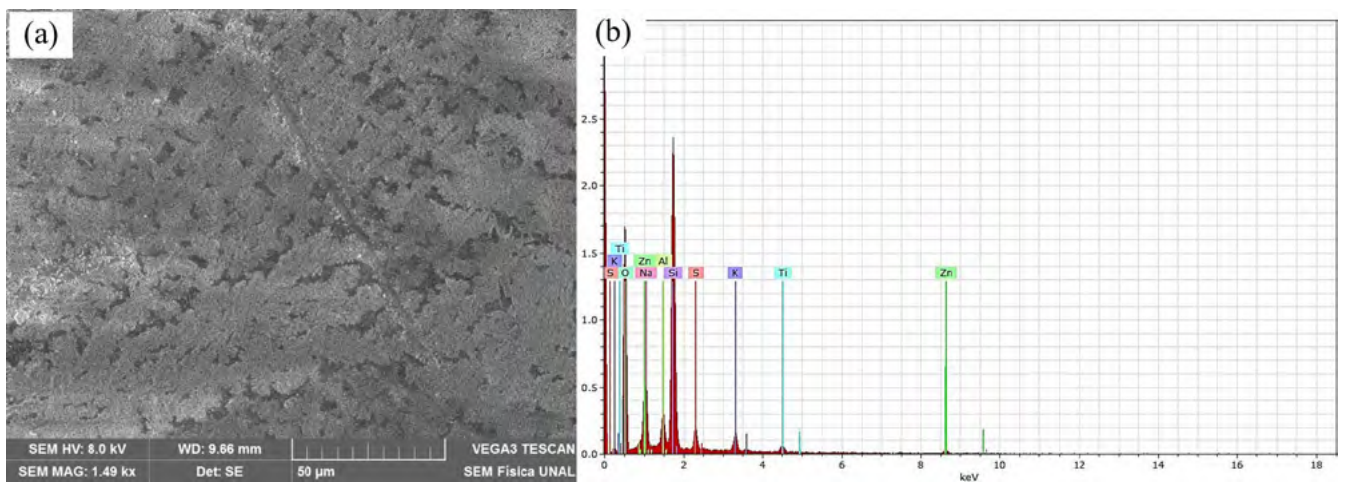 (a)
SEM HV: 8.0 kV WD: 9.66 mm VEGA3 TESCAN
SEM MAG: 1.49 kx Det: SE 50 µm SEM Física UNAL
(b)
2.5
2.0
1.5
1.0
0.5
0.0
Ti
K Zn Al
S O Na Si S K Ti Zn
0 2 4 6 8 10 12 14 16 18
keV